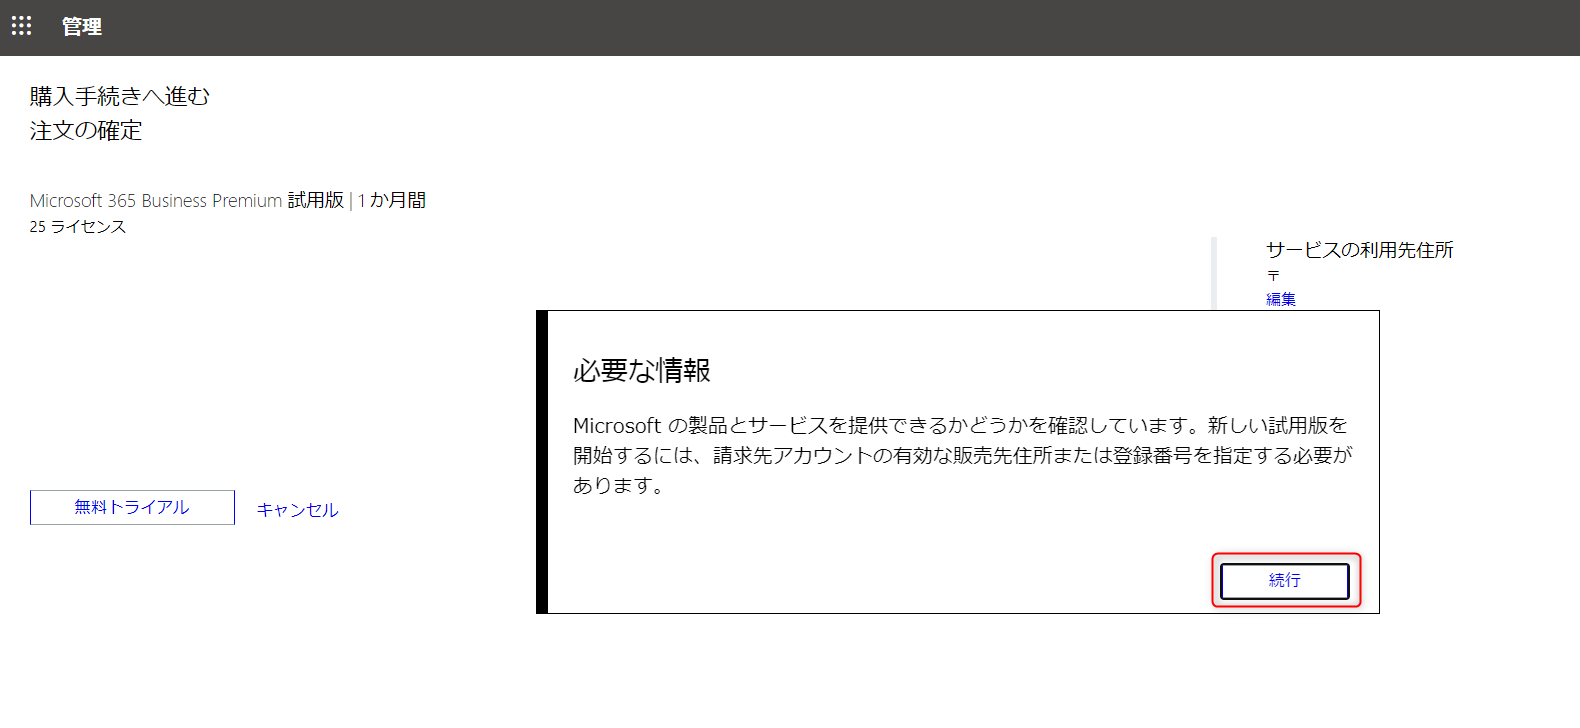 管理
購入手続きへ進む
注文の確定
Microsoft 365 Business Premium 試用版 | 1 か月間
25 ライセンス
サービスの利用先住所
〒
編集
必要な情報
Microsoft の製品とサービスを提供できるかどうかを確認しています。新しい試用版を
開始するには、請求先アカウントの有効な販売先住所または登録番号を指定する必要が
あります。
続行
無料トライアル
キャンセル